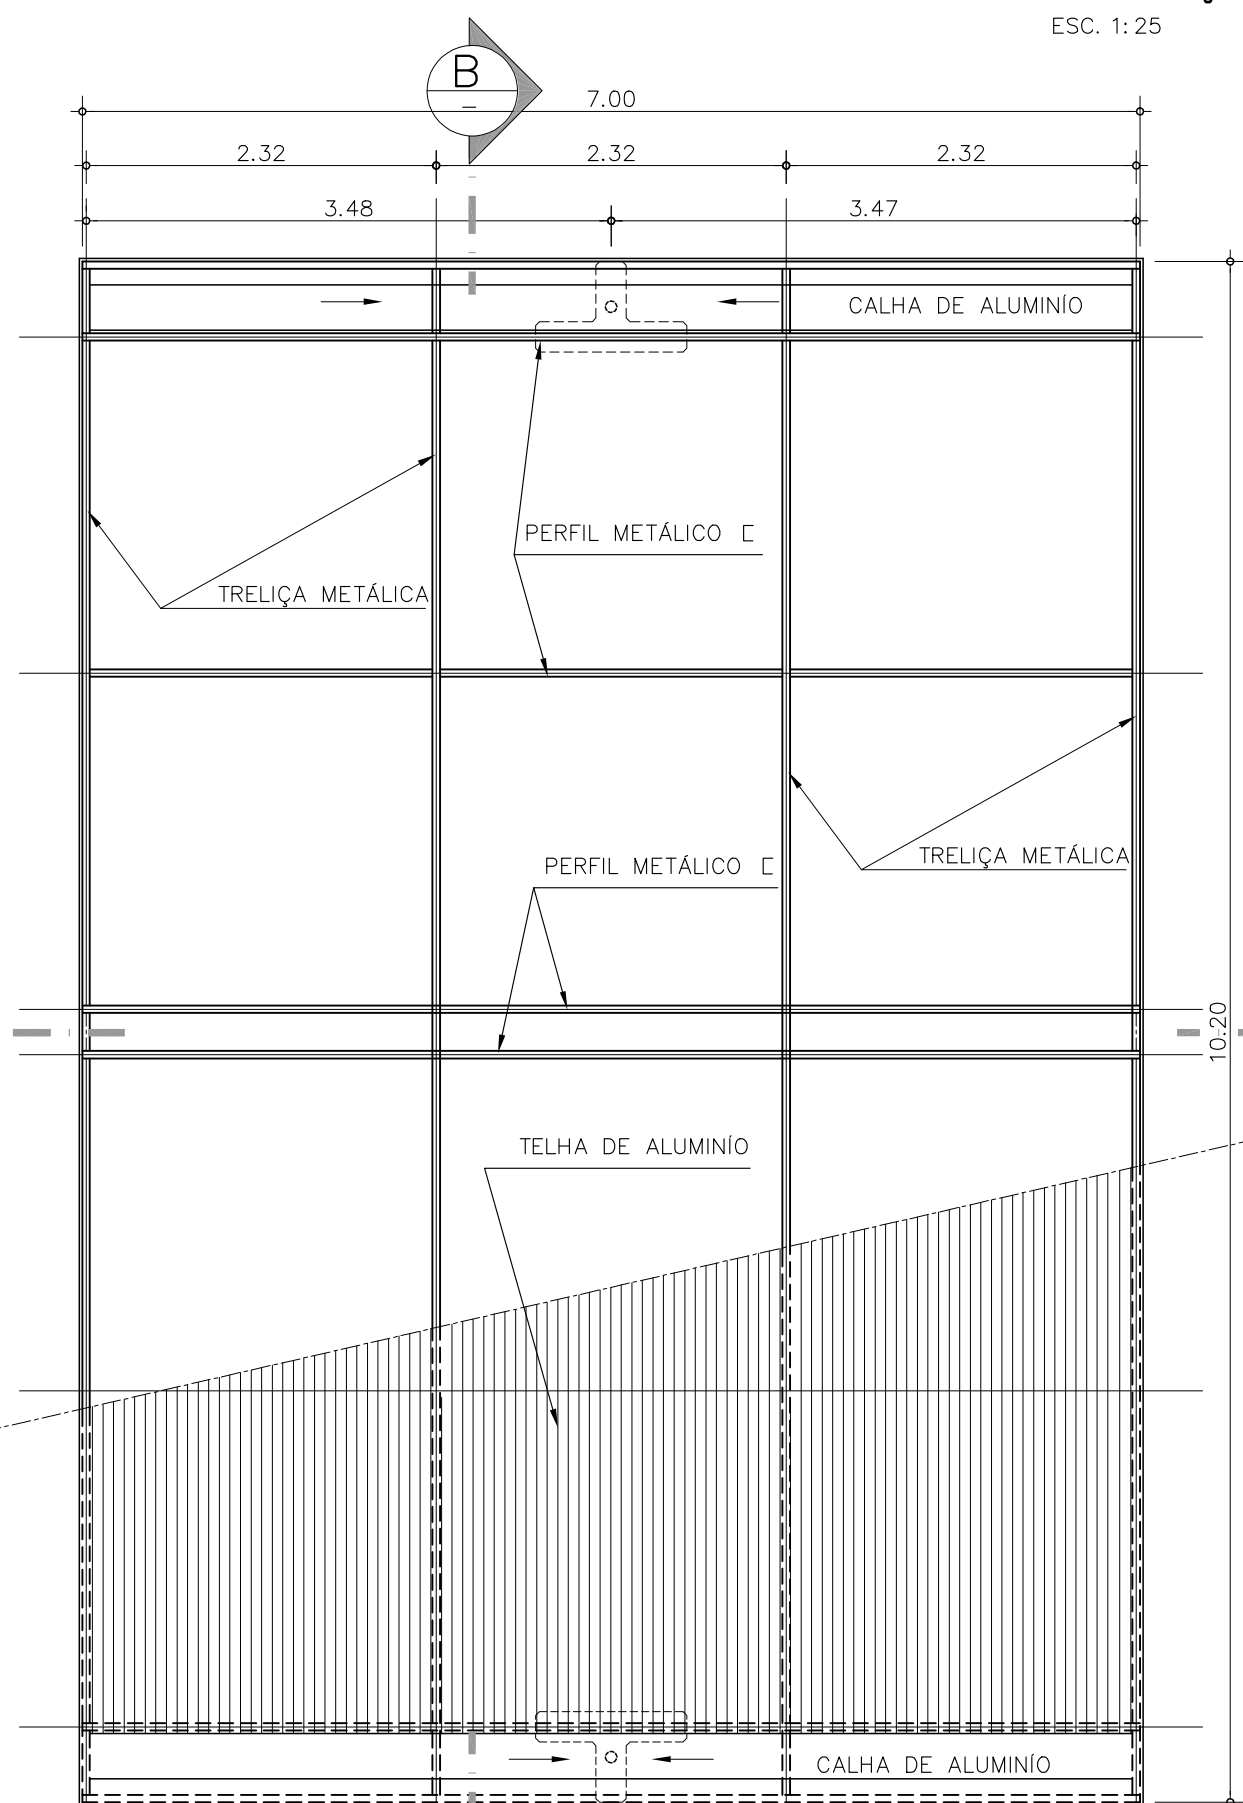 ESC. 1:25
B
–
7.00
2.32 2.32 2.32
3.48 3.47
CALHA DE ALUMINÍO
PERFIL METÁLICO
TRELIÇA METÁLICA
TRELIÇA METÁLICA
PERFIL METÁLICO
10.20
TELHA DE ALUMINÍO
CALHA DE ALUMINÍO